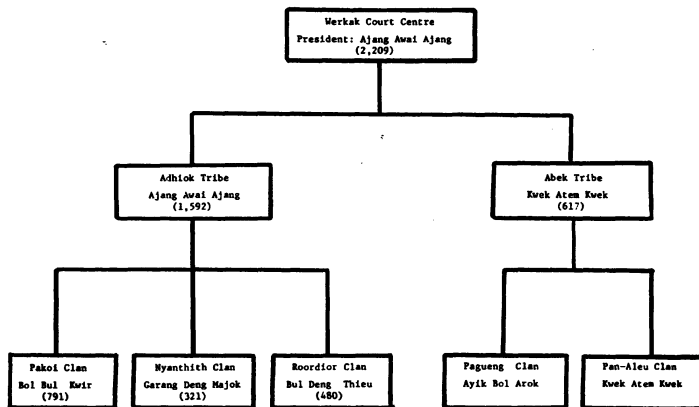 Werkak Court Centre
President: Ajang Awai Ajang
(2,209)
Adhiok Tribe
Ajang Awai Ajang
(1,592)
Abek Tribe
Kwek Atem Kwek
(617)
Pakoi Clan
Bol Bul Kwir
(791)
Nyanthith Clan
Garang Deng Majok
(321)
Roordior Clan
Bul Deng Thieu
(480)
Pagueng Clan
Ayik Bol Arok
Pan-Aleu Clan
Kwek Atem Kwek